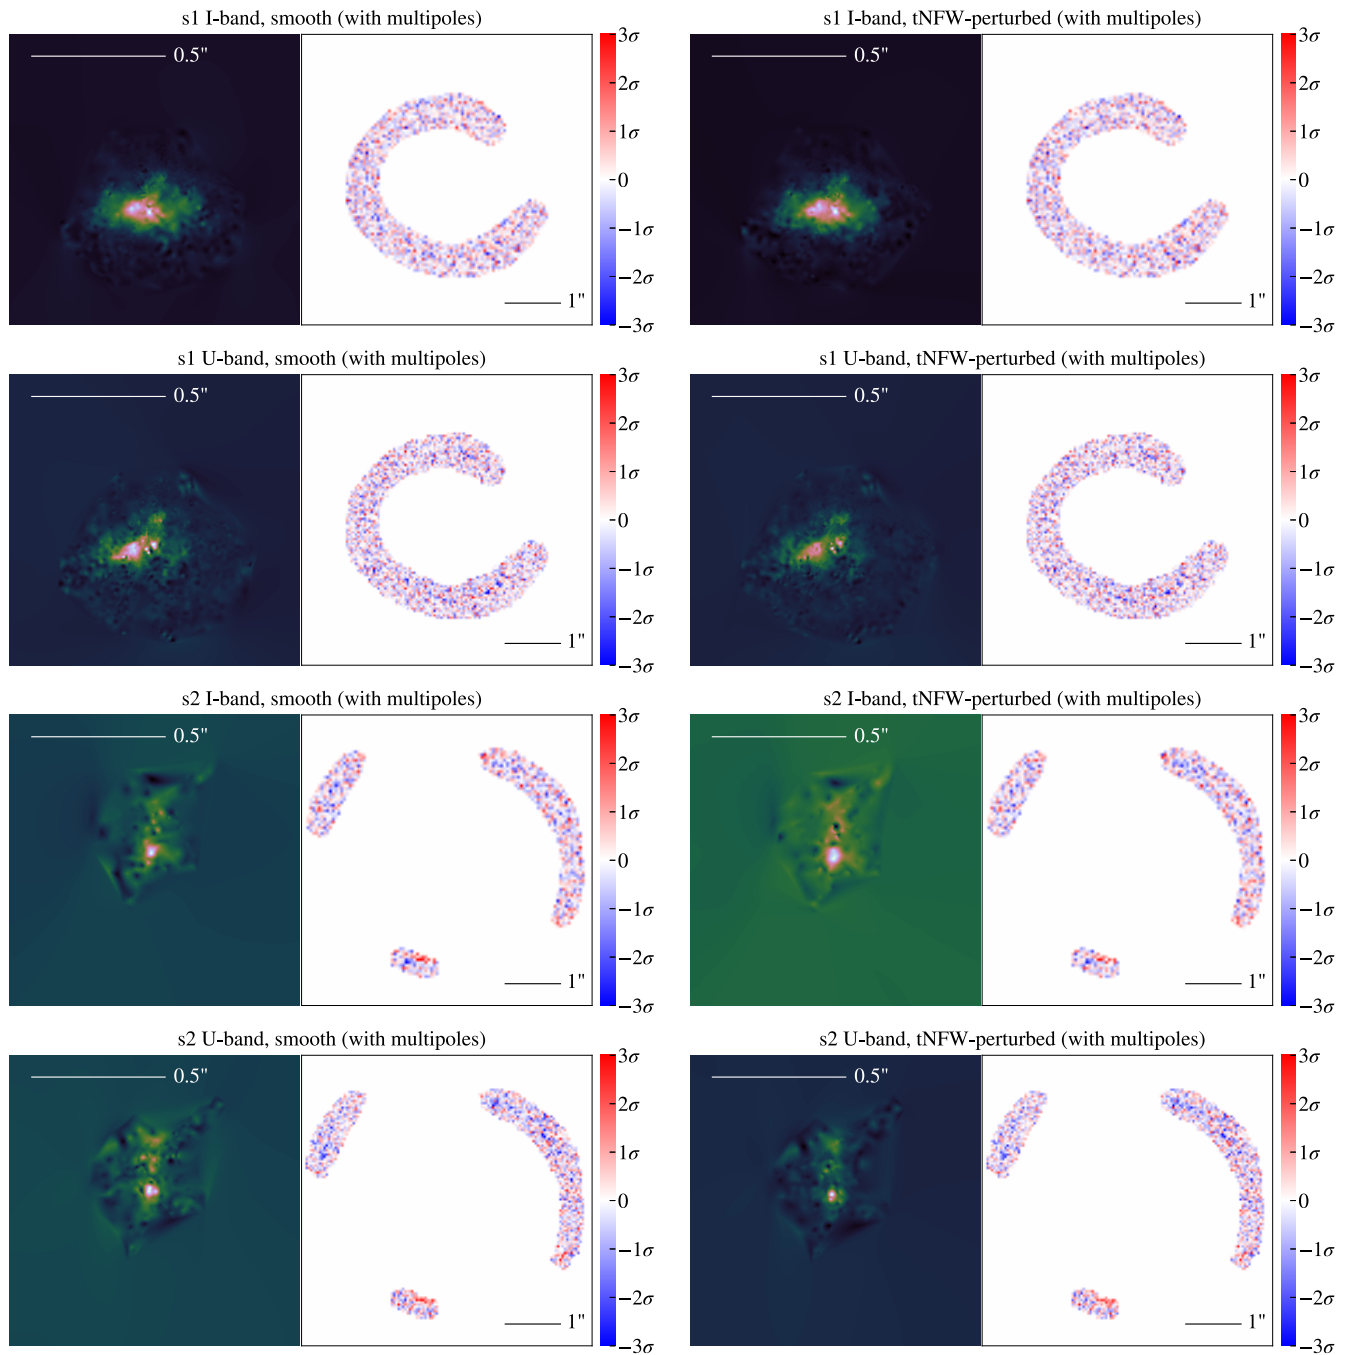 s1 I-band, smooth (with multipoles)
0.5"
1"
3σ
2σ
1σ
0
−1σ
−2σ
−3σ
s1 I-band, tNFW-perturbed (with multipoles)
0.5"
1"
3σ
2σ
1σ
0
−1σ
−2σ
−3σ
s1 U-band, smooth (with multipoles)
0.5"
1"
3σ
2σ
1σ
0
−1σ
−2σ
−3σ
s1 U-band, tNFW-perturbed (with multipoles)
0.5"
1"
3σ
2σ
1σ
0
−1σ
−2σ
−3σ
s2 I-band, smooth (with multipoles)
0.5"
1"
3σ
2σ
1σ
0
−1σ
−2σ
−3σ
s2 I-band, tNFW-perturbed (with multipoles)
0.5"
1"
3σ
2σ
1σ
0
−1σ
−2σ
−3σ
s2 U-band, smooth (with multipoles)
0.5"
1"
3σ
2σ
1σ
0
−1σ
−2σ
−3σ
s2 U-band, tNFW-perturbed (with multipoles)
0.5"
1"
3σ
2σ
1σ
0
−1σ
−2σ
−3σ